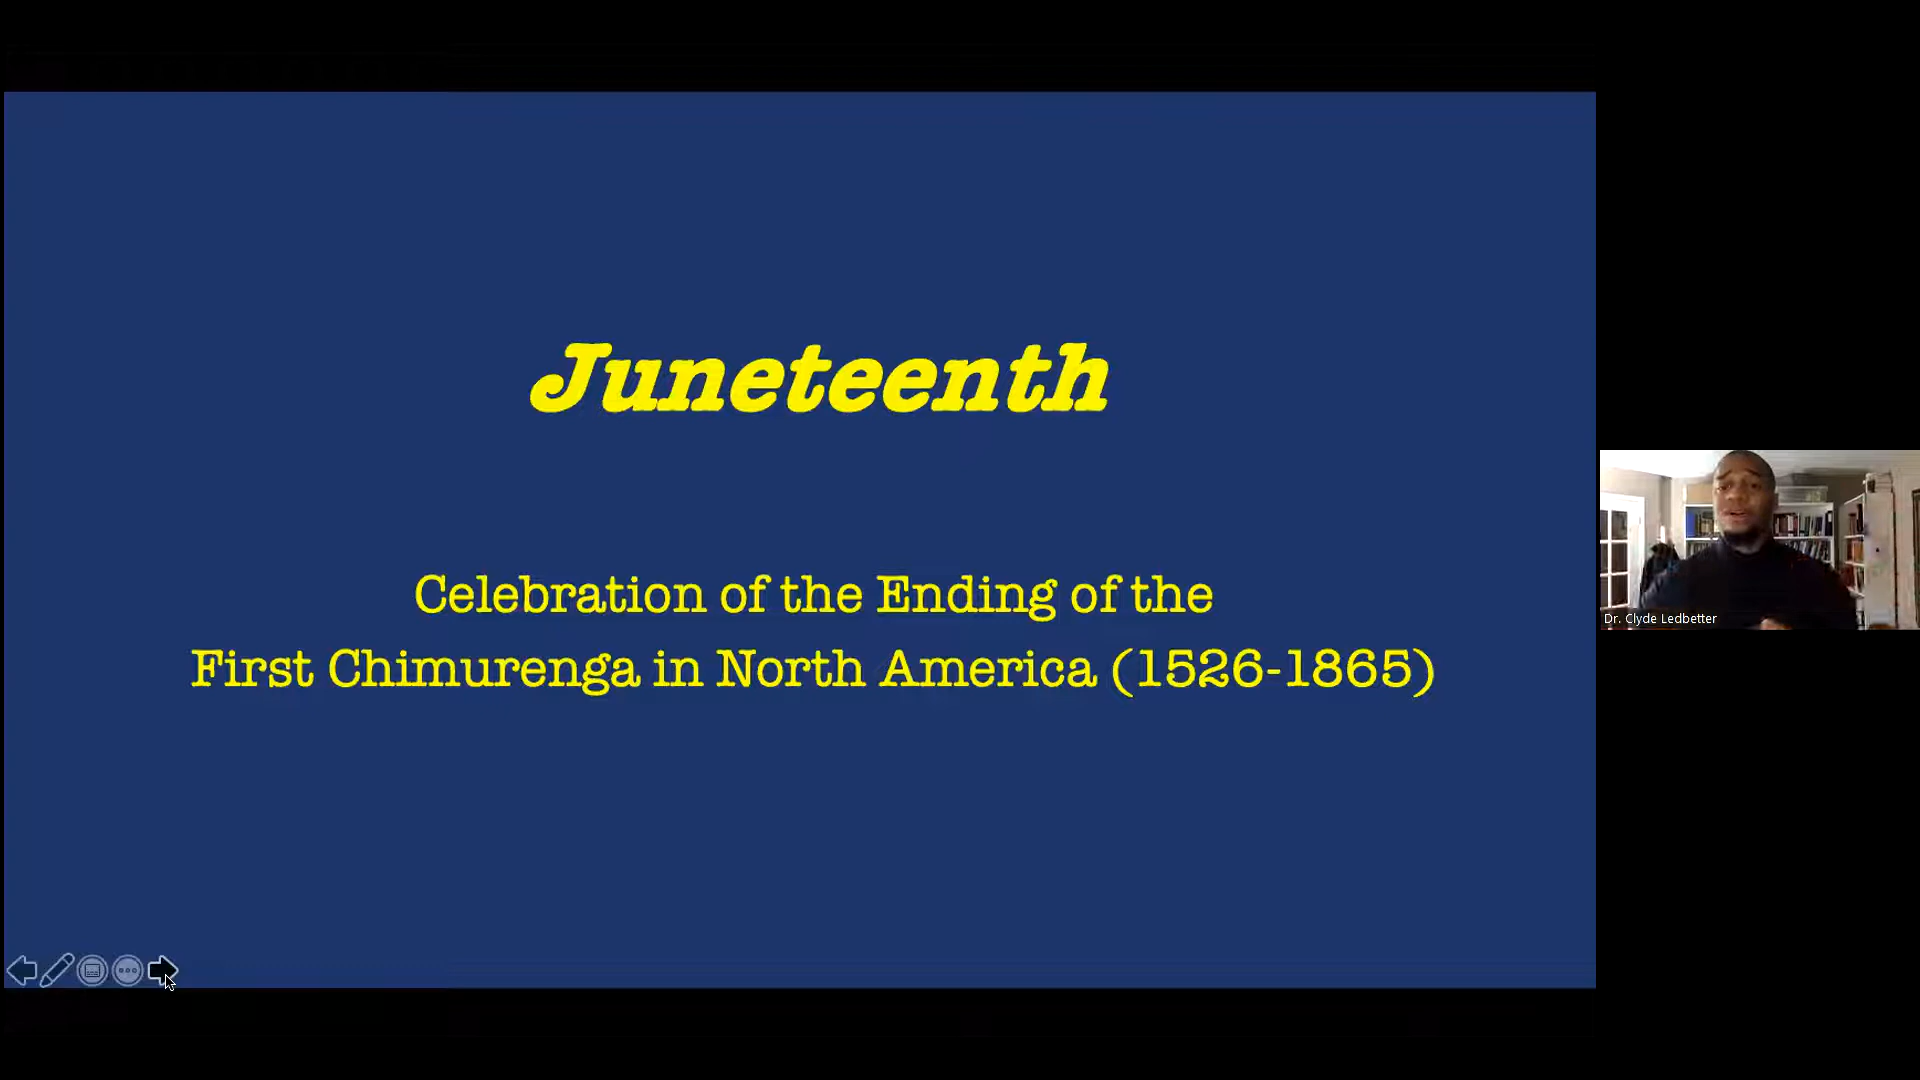 Juneteenth
Celebration of the Ending of the
First Chimurenga in North America (1526-1865)
Dr. Clyde Ledbetter